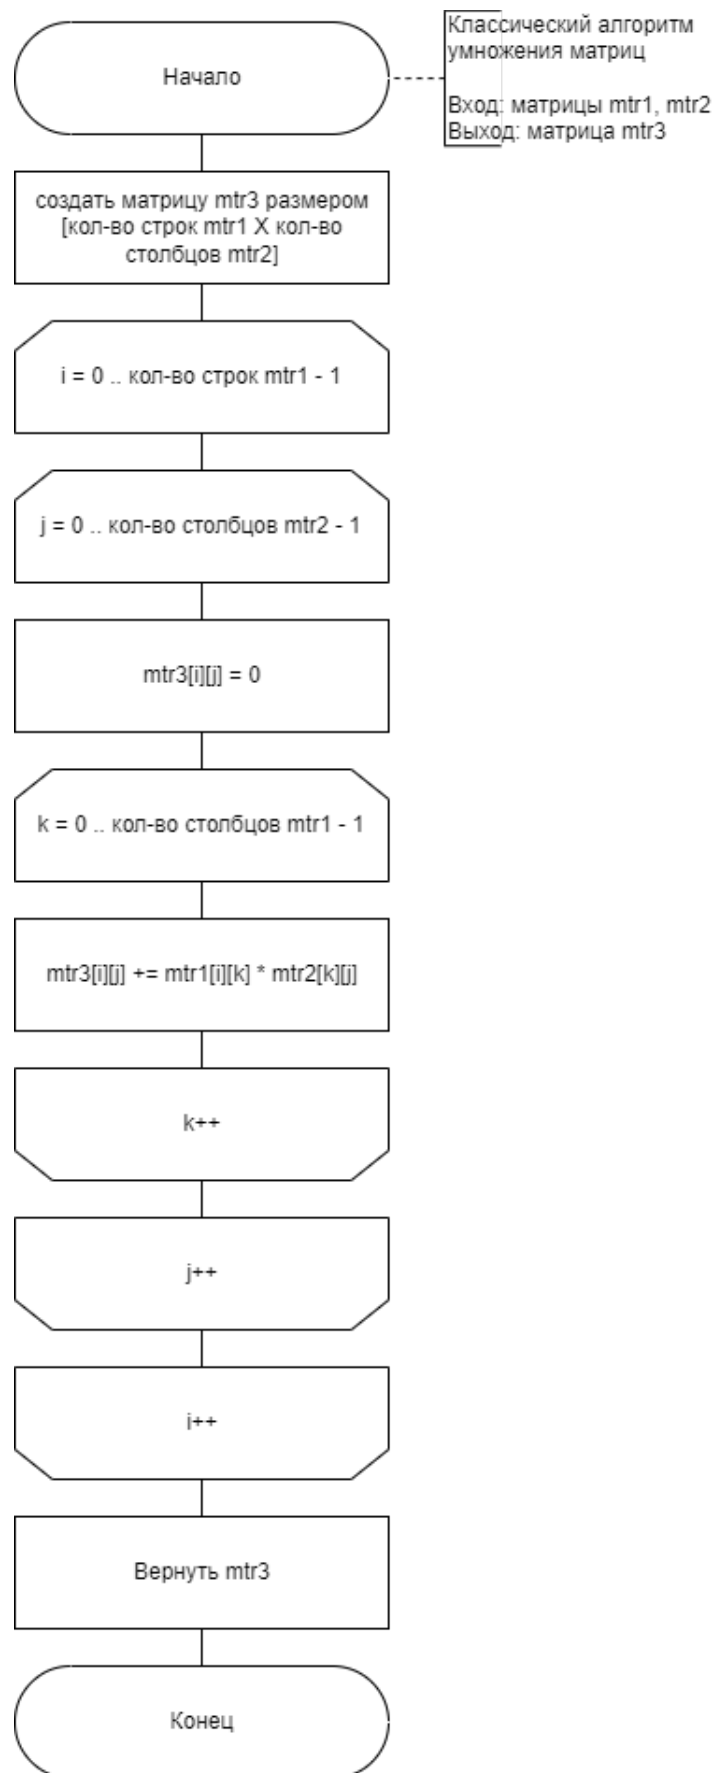 Начало
Классический алгоритм
умножения матриц
Вход: матрицы mtr1, mtr2
Выход: матрица mtr3
создать матрицу mtr3 размером
[кол-во строк mtr1 X кол-во
столбцов mtr2]
i = 0 .. кол-во строк mtr1 - 1
j = 0 .. кол-во столбцов mtr2 - 1
mtr3[i][j] = 0
k = 0 .. кол-во столбцов mtr1 - 1
mtr3[i][j] += mtr1[i][k] * mtr2[k][j]
k++
j++
i++
Вернуть mtr3
Конец